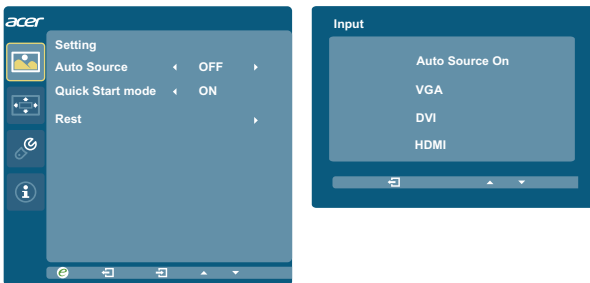 acer
Setting
Auto Source OFF
Quick Start mode ON
Rest
Input
Auto Source On
VGA
DVI
HDMI